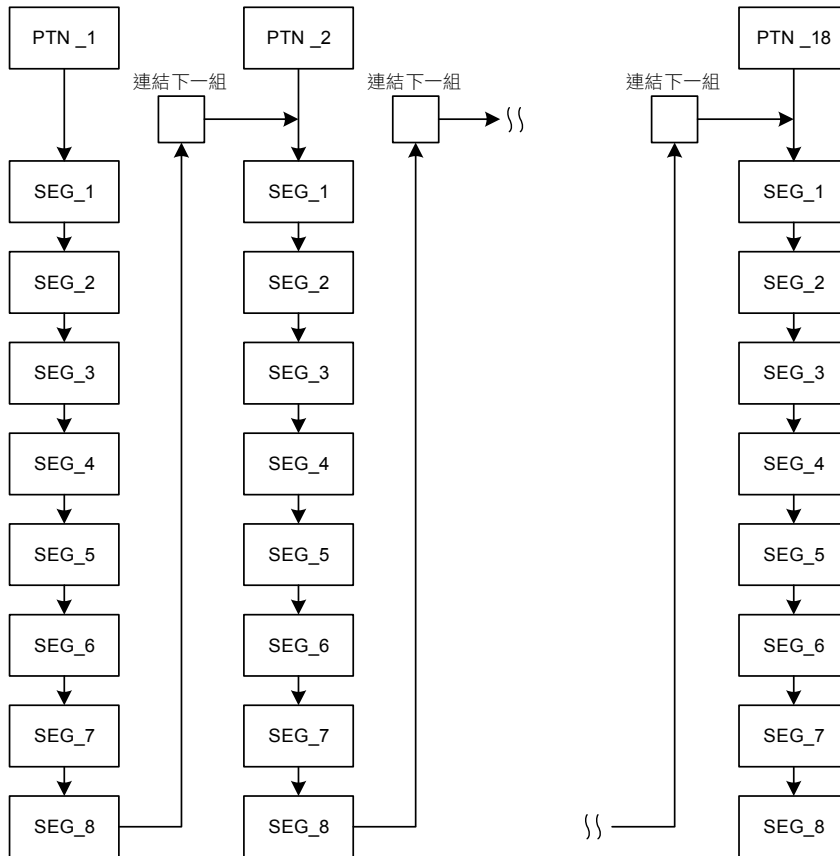 PTN _1
PTN _2
PTN _18
連結下一組
連結下一組
連結下一組
SEG_1
SEG_1
SEG_1
SEG_2
SEG_2
SEG_2
SEG_3
SEG_3
SEG_3
SEG_4
SEG_4
SEG_4
SEG_5
SEG_5
SEG_5
SEG_6
SEG_6
SEG_6
SEG_7
SEG_7
SEG_7
SEG_8
SEG_8
SEG_8